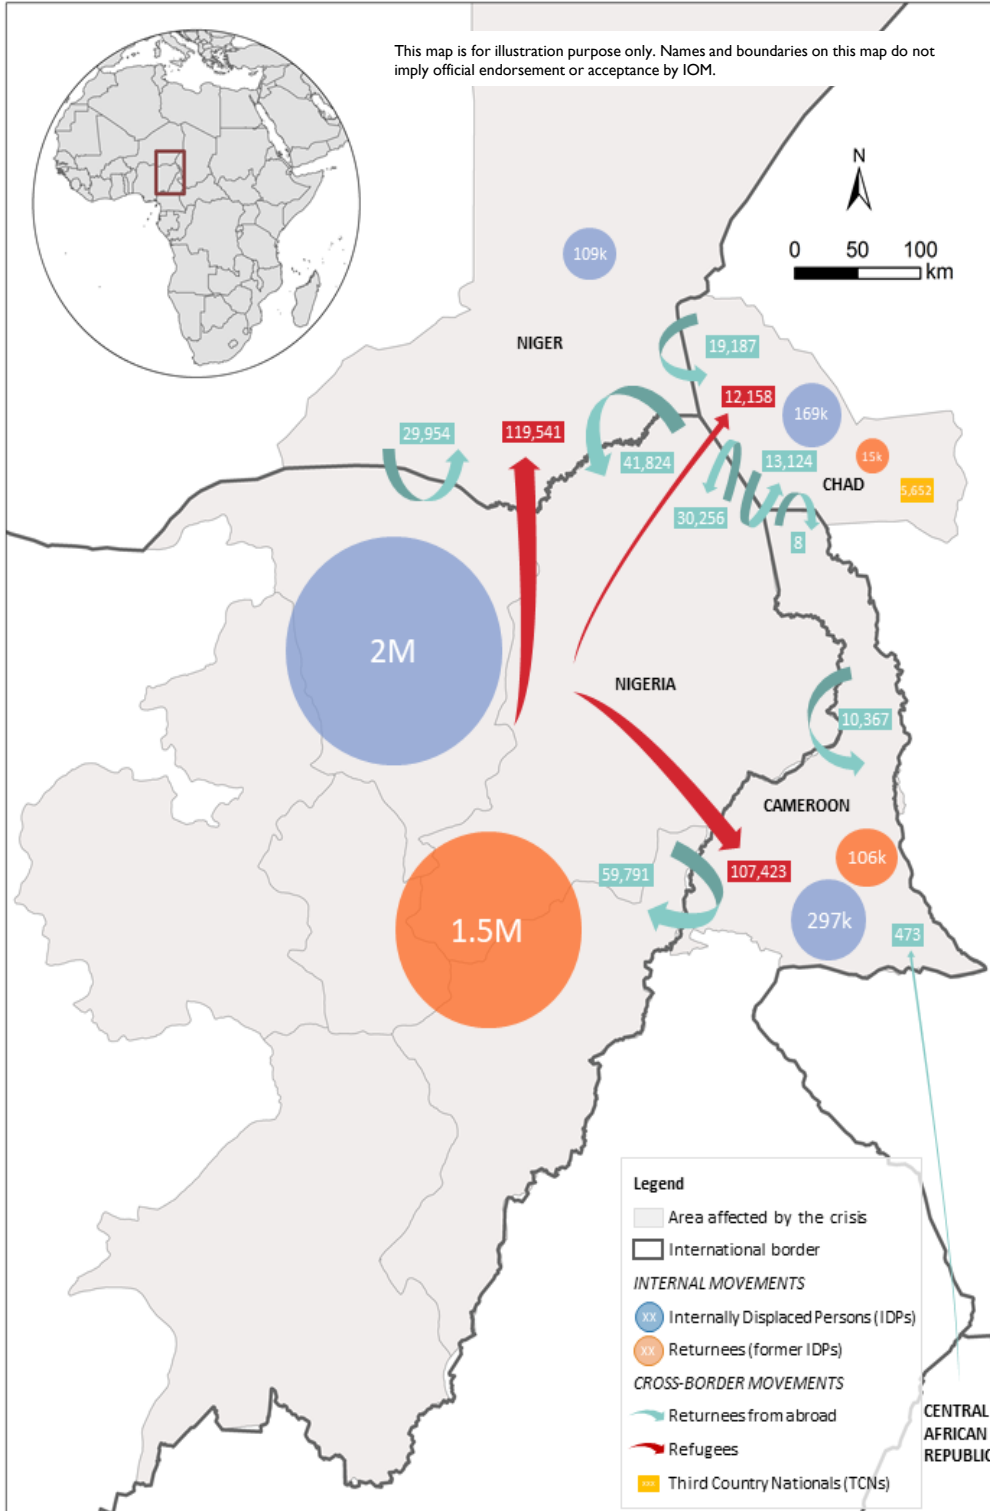 This map is for illustration purpose only. Names and boundaries on this map do not
imply official endorsement or acceptance by IOM.
N
0 50 100
km
109k
NIGER
19,187
12,158
169k
29,954
119,541
41,824
13,124
15k
CHAD
5,652
30,256
8
2M
NIGERIA
10,367
CAMEROON
106k
59,791
107,423
297k
1.5M
473
Legend
Area affected by the crisis
International border
INTERNAL MOVEMENTS
XX Internally Displaced Persons (IDPs)
XX Returnees (former IDPs)
CROSS-BORDER MOVEMENTS
Returnees from abroad
Refugees
Third Country Nationals (TCNs)
CENTRAL
AFRICAN
REPUBLIC